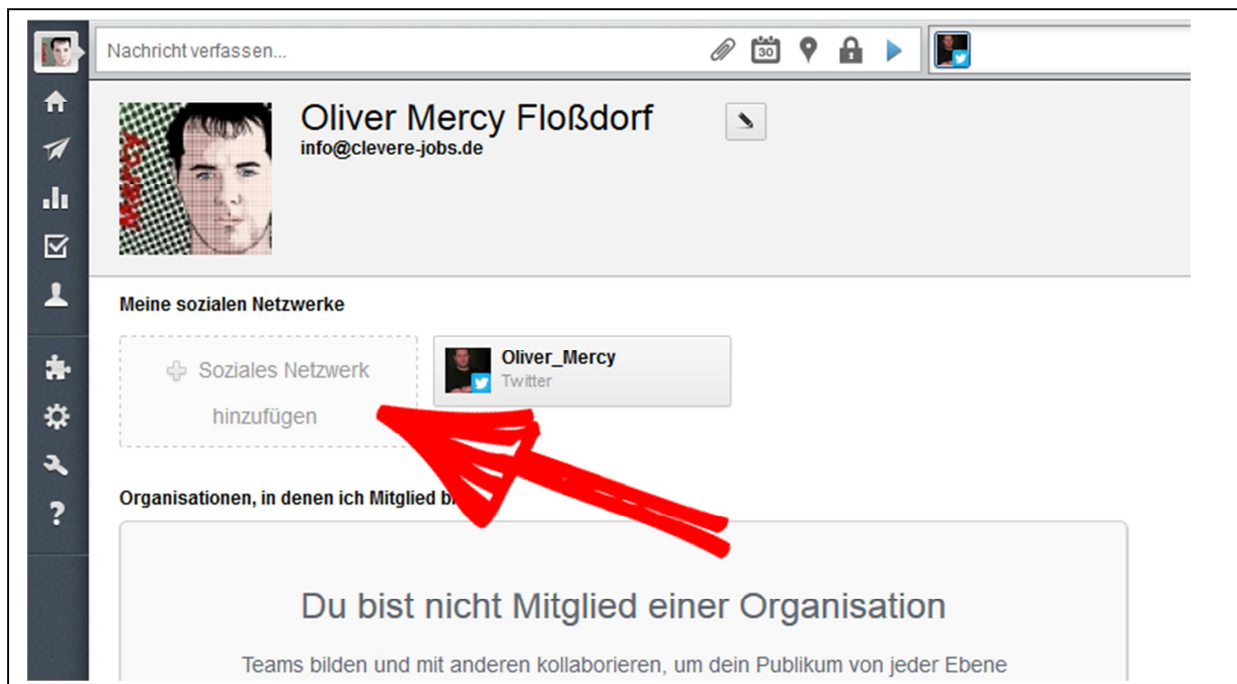 Nachricht verfassen...
30
Oliver Mercy Floßdorf
info@clevere-jobs.de
Mercy
Meine sozialen Netzwerke
Soziales Netzwerk
hinzufügen
Oliver_Mercy
Twitter
Organisationen, in denen ich Mitglied
?
Du bist nicht Mitglied einer Organisation
Teams bilden und mit anderen kollaborieren, um dein Publikum von jeder Ebene